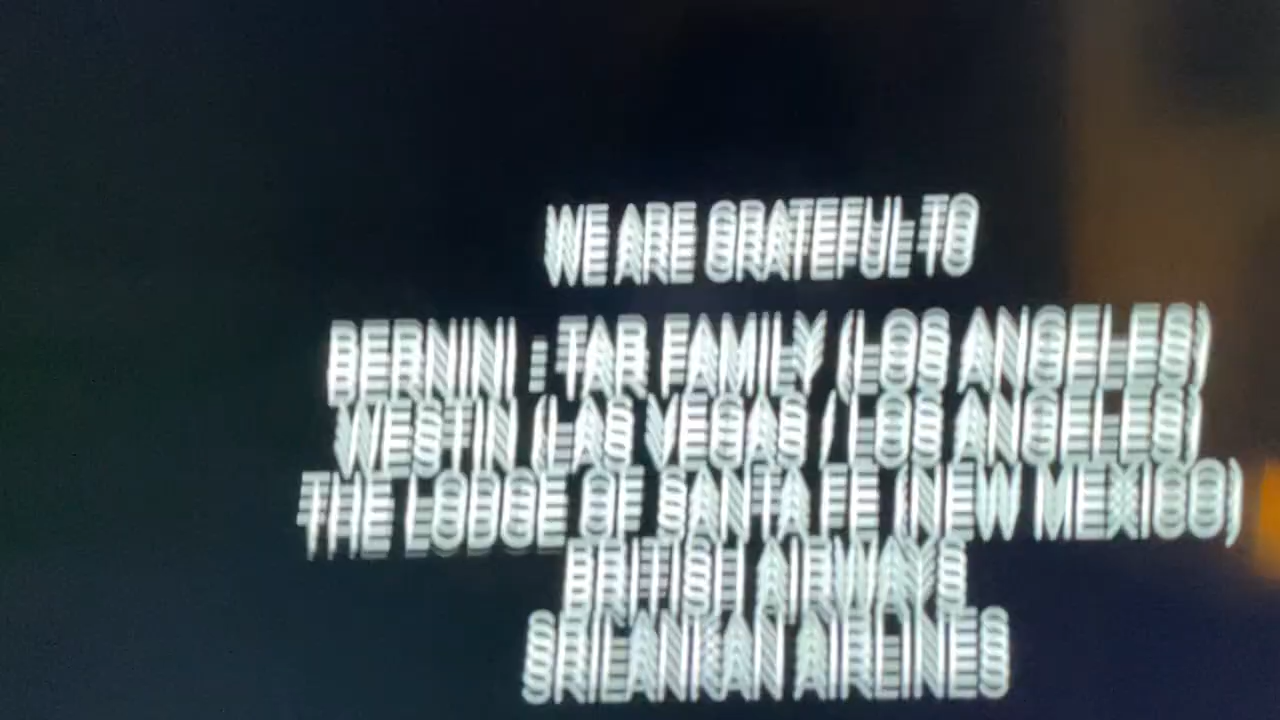 WE ARE GRATEFUL TO
BERNINI : TAR FAMILY (LOS ANGELES)
WESTIN (LAS VEGAS / LOS ANGELES)
THE LODGE OF SANTA FE (NEW MEXICO)
BRITISH AIRWAYS
SRILANKAN AIRLINES